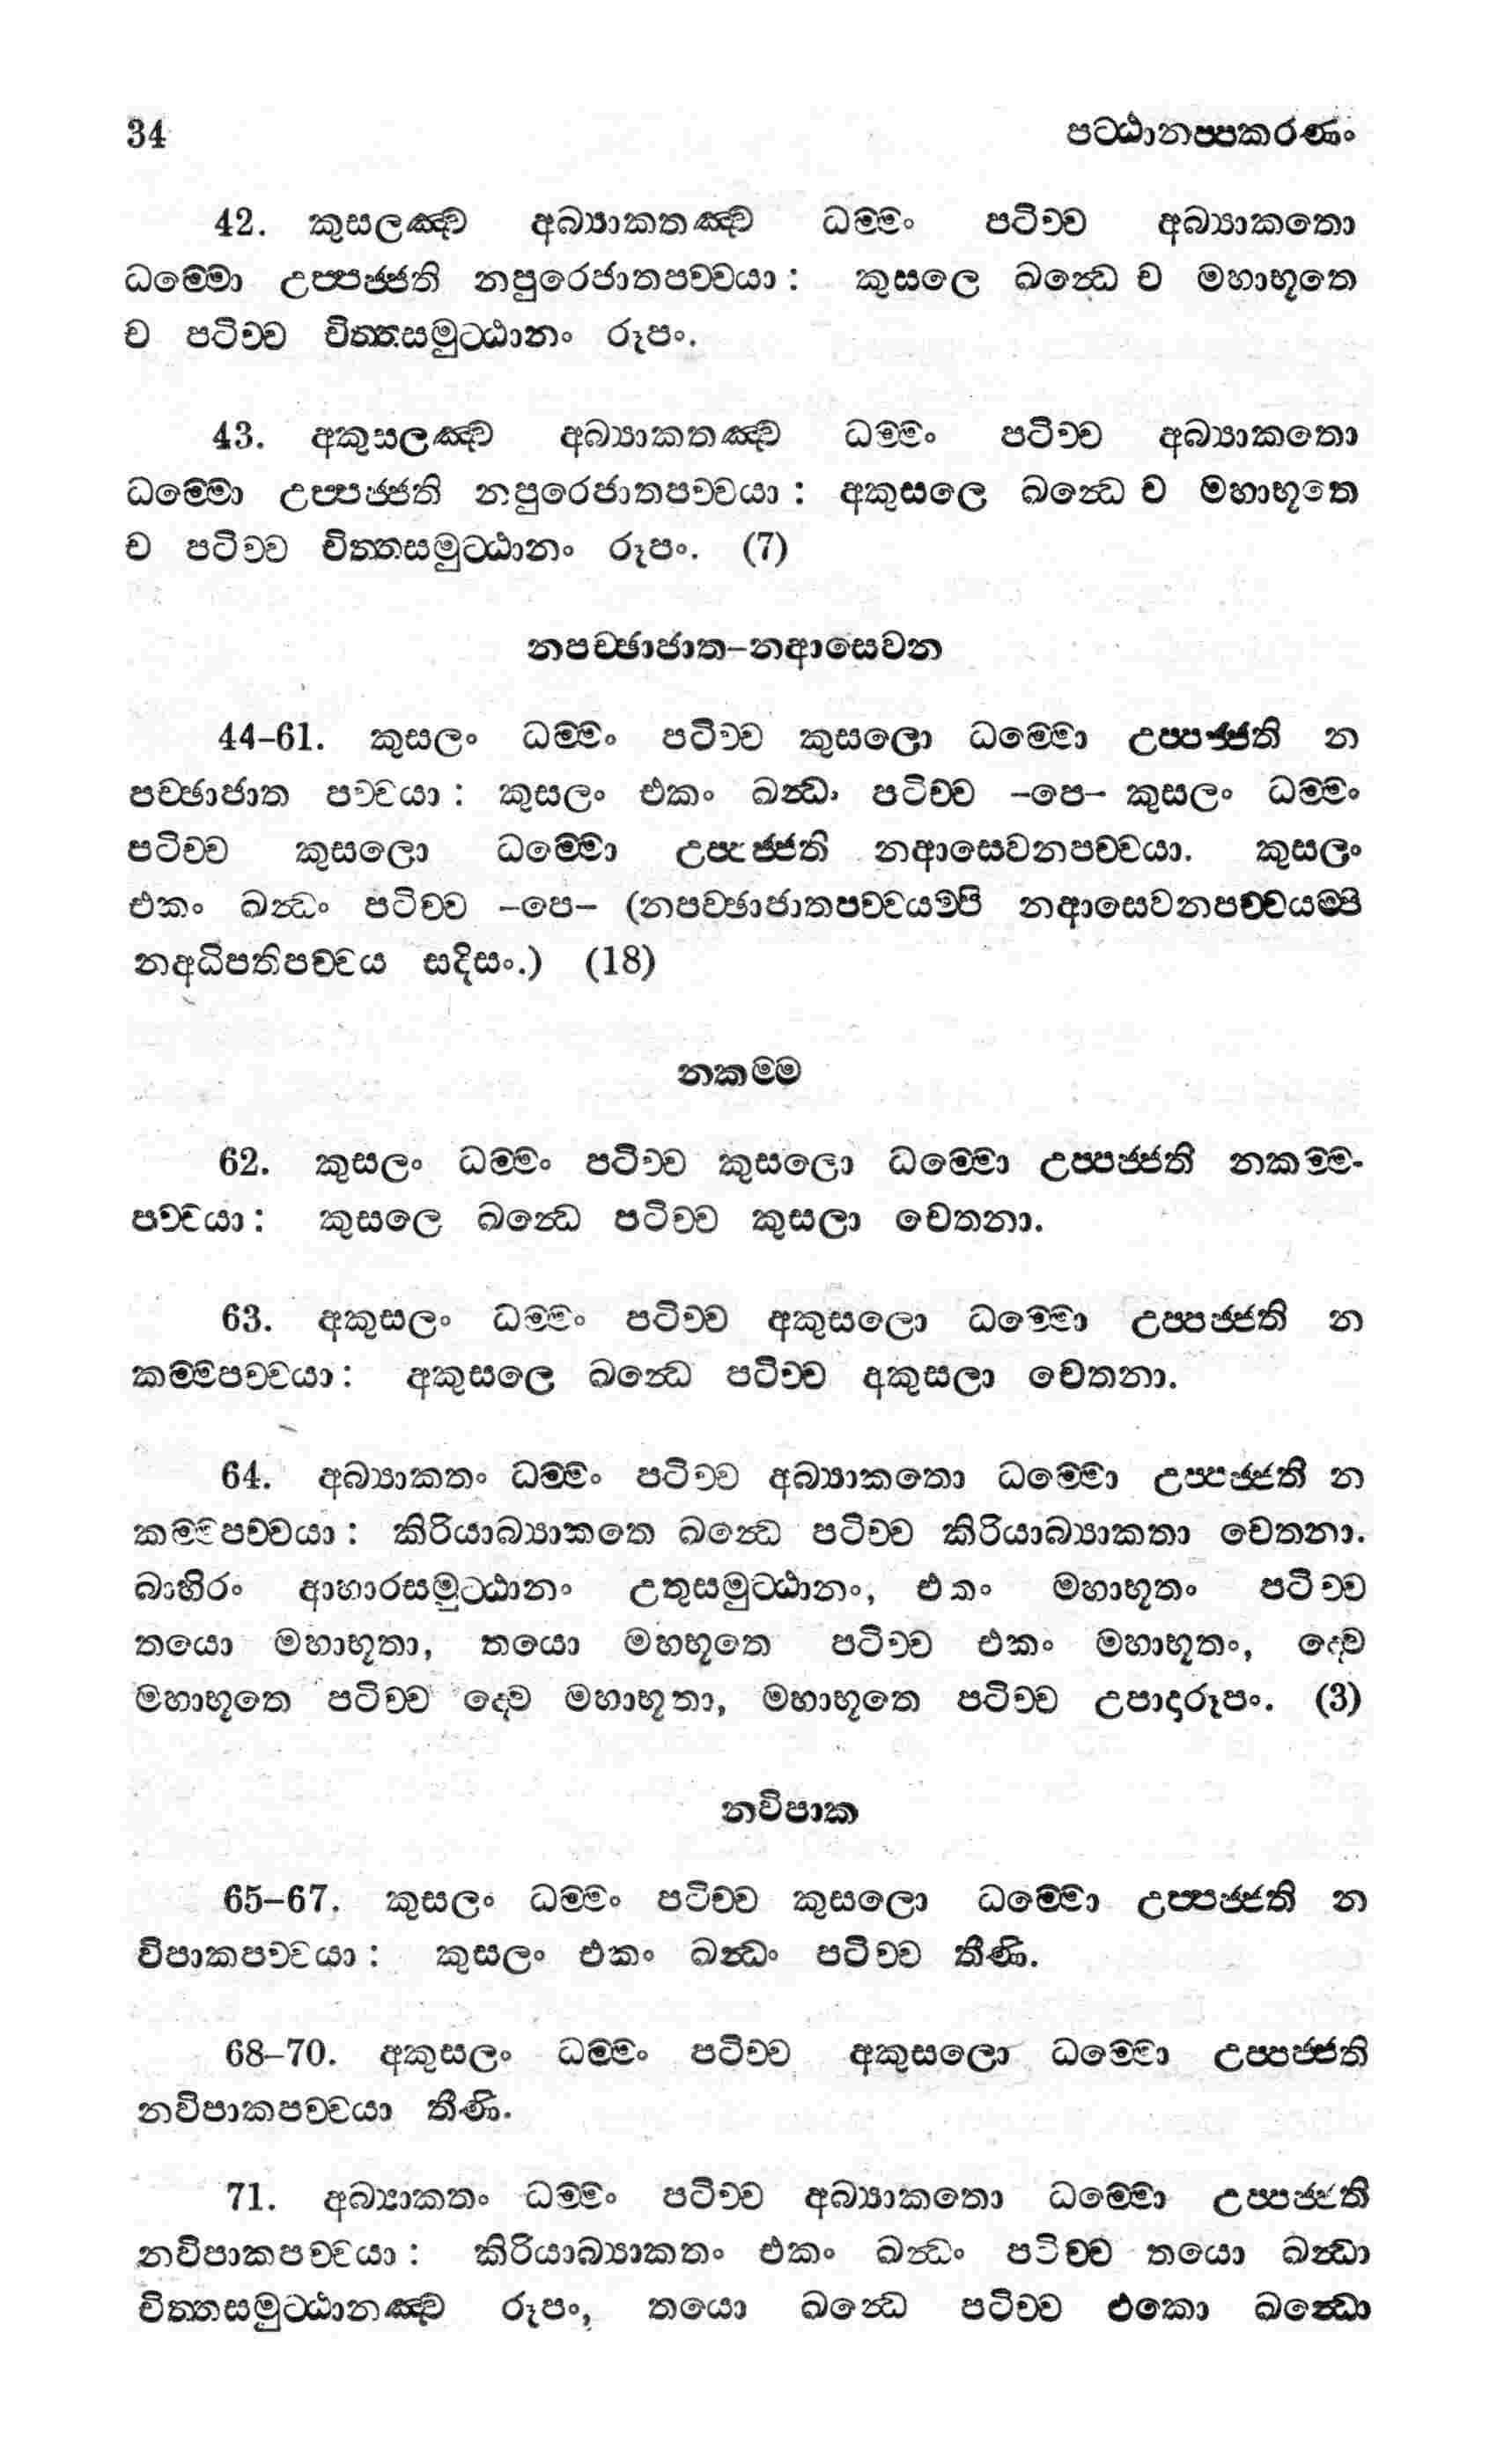 34 පට්ඨානප්පකරණං
42. කුසලඤ්ච අබ්‍යාකතඤ්ච ධම්මං පටිච්ච අබ්‍යාකතො
ධම්මො උප්පජ්ජති නපුරෙජාතපච්චයා : කුසලෙ ඛන්ධෙ ච මහාභූතෙ
ච පටිච්ච චිත්තසමුට්ඨානං රූපං.
43. අකුසලඤ්ච අබ්‍යාකතඤ්ච ධම්මං පටිච්ච අබ්‍යාකතො
ධම්මො උප්පජ්ජති නපුරෙජාතපච්චයා : අකුසලෙ ඛන්ධෙ ච මහාභූතෙ
ච පටිච්ච චිත්තසමුට්ඨානං රූපං. (7)
නපච්ඡාජාත–නආසෙවන
44–61. කුසලං ධම්මං පටිච්ච කුසලො ධම්මො උප්පජ්ජති න
පච්ඡාජාත පච්චයා : කුසලං එකං ඛන්ධං පටිච්ච –පෙ– කුසලං ධම්මං
පටිච්ච කුසලො ධම්මො උප්පජ්ජති නආසෙවනපච්චයා. කුසලං
එකං ඛන්ධං පටිච්ච –පෙ– (නපච්ඡාජාතපච්චයම්පි නආසෙවනපච්චයම්පි
නඅධිපතිපච්චය සදිසං.) (18)
නකම්ම
62. කුසලං ධම්මං පටිච්ච කුසලො ධම්මො උප්පජ්ජති නකම්ම-
පච්චයා : කුසලෙ ඛන්ධෙ පටිච්ච කුසලා චෙතනා.
63. අකුසලං ධම්මං පටිච්ච අකුසලො ධම්මො උප්පජ්ජති න
කම්මපච්චයා : අකුසලෙ ඛන්ධෙ පටිච්ච අකුසලා චෙතනා.
64. අබ්‍යාකතං ධම්මං පටිච්ච අබ්‍යාකතො ධම්මො උප්පජ්ජති න
කම්මපච්චයා : කිරියාබ්‍යාකතෙ ඛන්ධෙ පටිච්ච කිරියාබ්‍යාකතා චෙතනා.
බාහිරං ආහාරසමුට්ඨානං උතුසමුට්ඨානං, එකං මහාභූතං පටිච්ච
තයො මහාභූතා, තයො මහභූතෙ පටිච්ච එකං මහාභූතං, ද්වෙ
මහාභූතෙ පටිච්ච ද්වෙ මහාභූතා, මහාභූතෙ පටිච්ච උපාදාරූපං. (3)
නවිපාක
65–67. කුසලං ධම්මං පටිච්ච කුසලො ධම්මො උප්පජ්ජති න
විපාකපච්චයා : කුසලං එකං ඛන්ධං පටිච්ච තීණි.
68–70. අකුසලං ධම්මං පටිච්ච අකුසලො ධම්මො උප්පජ්ජති
නවිපාකපච්චයා තීණි.
71. අබ්‍යාකතං ධම්මං පටිච්ච අබ්‍යාකතො ධම්මො උප්පජ්ජති
නවිපාකපච්චයා : කිරියාබ්‍යාකතං එකං ඛන්ධං පටිච්ච තයො ඛන්ධා
චිත්තසමුට්ඨානඤ්ච රූපං, තයො ඛන්ධෙ පටිච්ච එකො ඛන්ධො